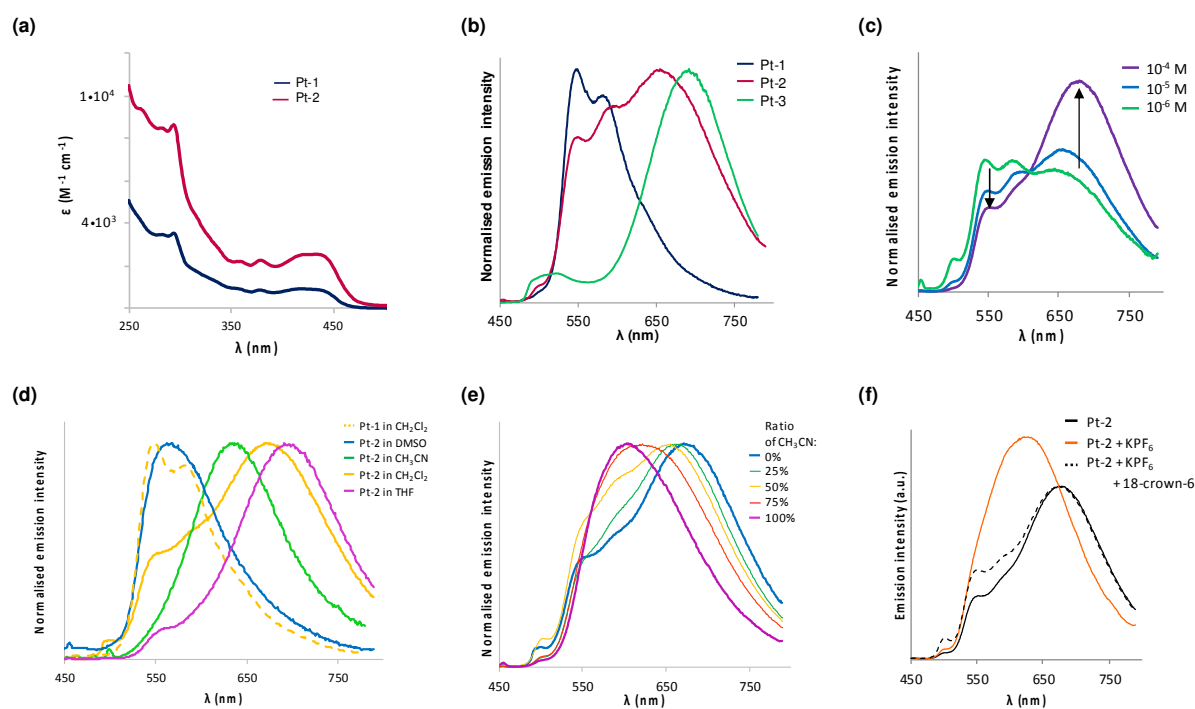 (a)
ε (M⁻¹ cm⁻¹)
1•10⁴
4•10³
Pt-1
Pt-2
250
350
450
λ (nm)
(b)
Normalised emission intensity
Pt-1
Pt-2
Pt-3
450
550
650
750
λ (nm)
(c)
Normalised emission intensity
10⁻⁴ M
10⁻⁵ M
10⁻⁶ M
450
550
650
750
λ (nm)
(d)
Normalised emission intensity
Pt-1 in CH₂Cl₂
Pt-2 in DMSO
Pt-2 in CH₃CN
Pt-2 in CH₂Cl₂
Pt-2 in THF
450
550
650
750
λ (nm)
(e)
Normalised emission intensity
Ratio
of CH₃CN:
0%
25%
50%
75%
100%
450
550
650
750
λ (nm)
(f)
Emission intensity (a.u.)
Pt-2
Pt-2 + KPF₆
Pt-2 + KPF₆
+ 18-crown-6
450
550
650
750
λ (nm)